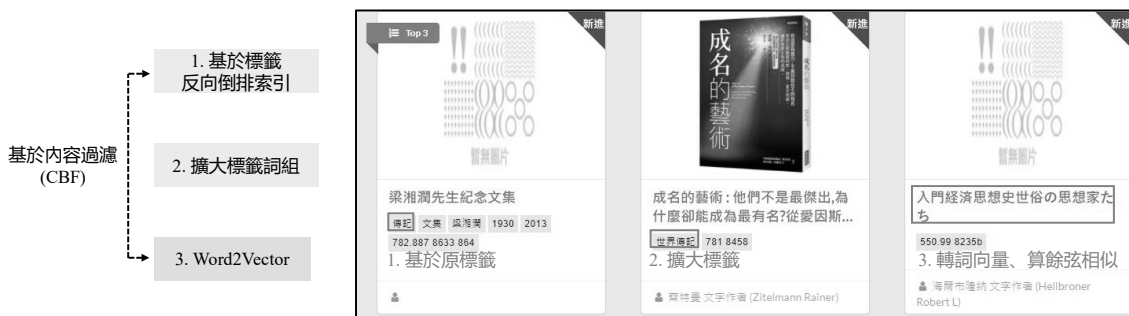 基於內容過濾
(CBF)
1. 基於標籤
反向倒排索引
2. 擴大標籤詞組
3. Word2Vector
Top 3
新進
暫無圖片
梁湘潤先生紀念文集
傳記 文集 梁湘潤 1930 2013
782.887 8633 864
1. 基於原標籤
新進
成名的藝術
成名的藝術 : 他們不是最傑出,為
什麼卻能成為最有名?從愛因斯...
世界傳記 781 8458
2. 擴大標籤
齊特曼 文字作者 (Zitelmann Rainer)
新進
暫無圖片
入門経済思想史世俗の思想家た
ち
550.99 8235b
3. 轉詞向量、算餘弦相似
海爾布隆納 文字作者 (Heilbroner
Robert L)